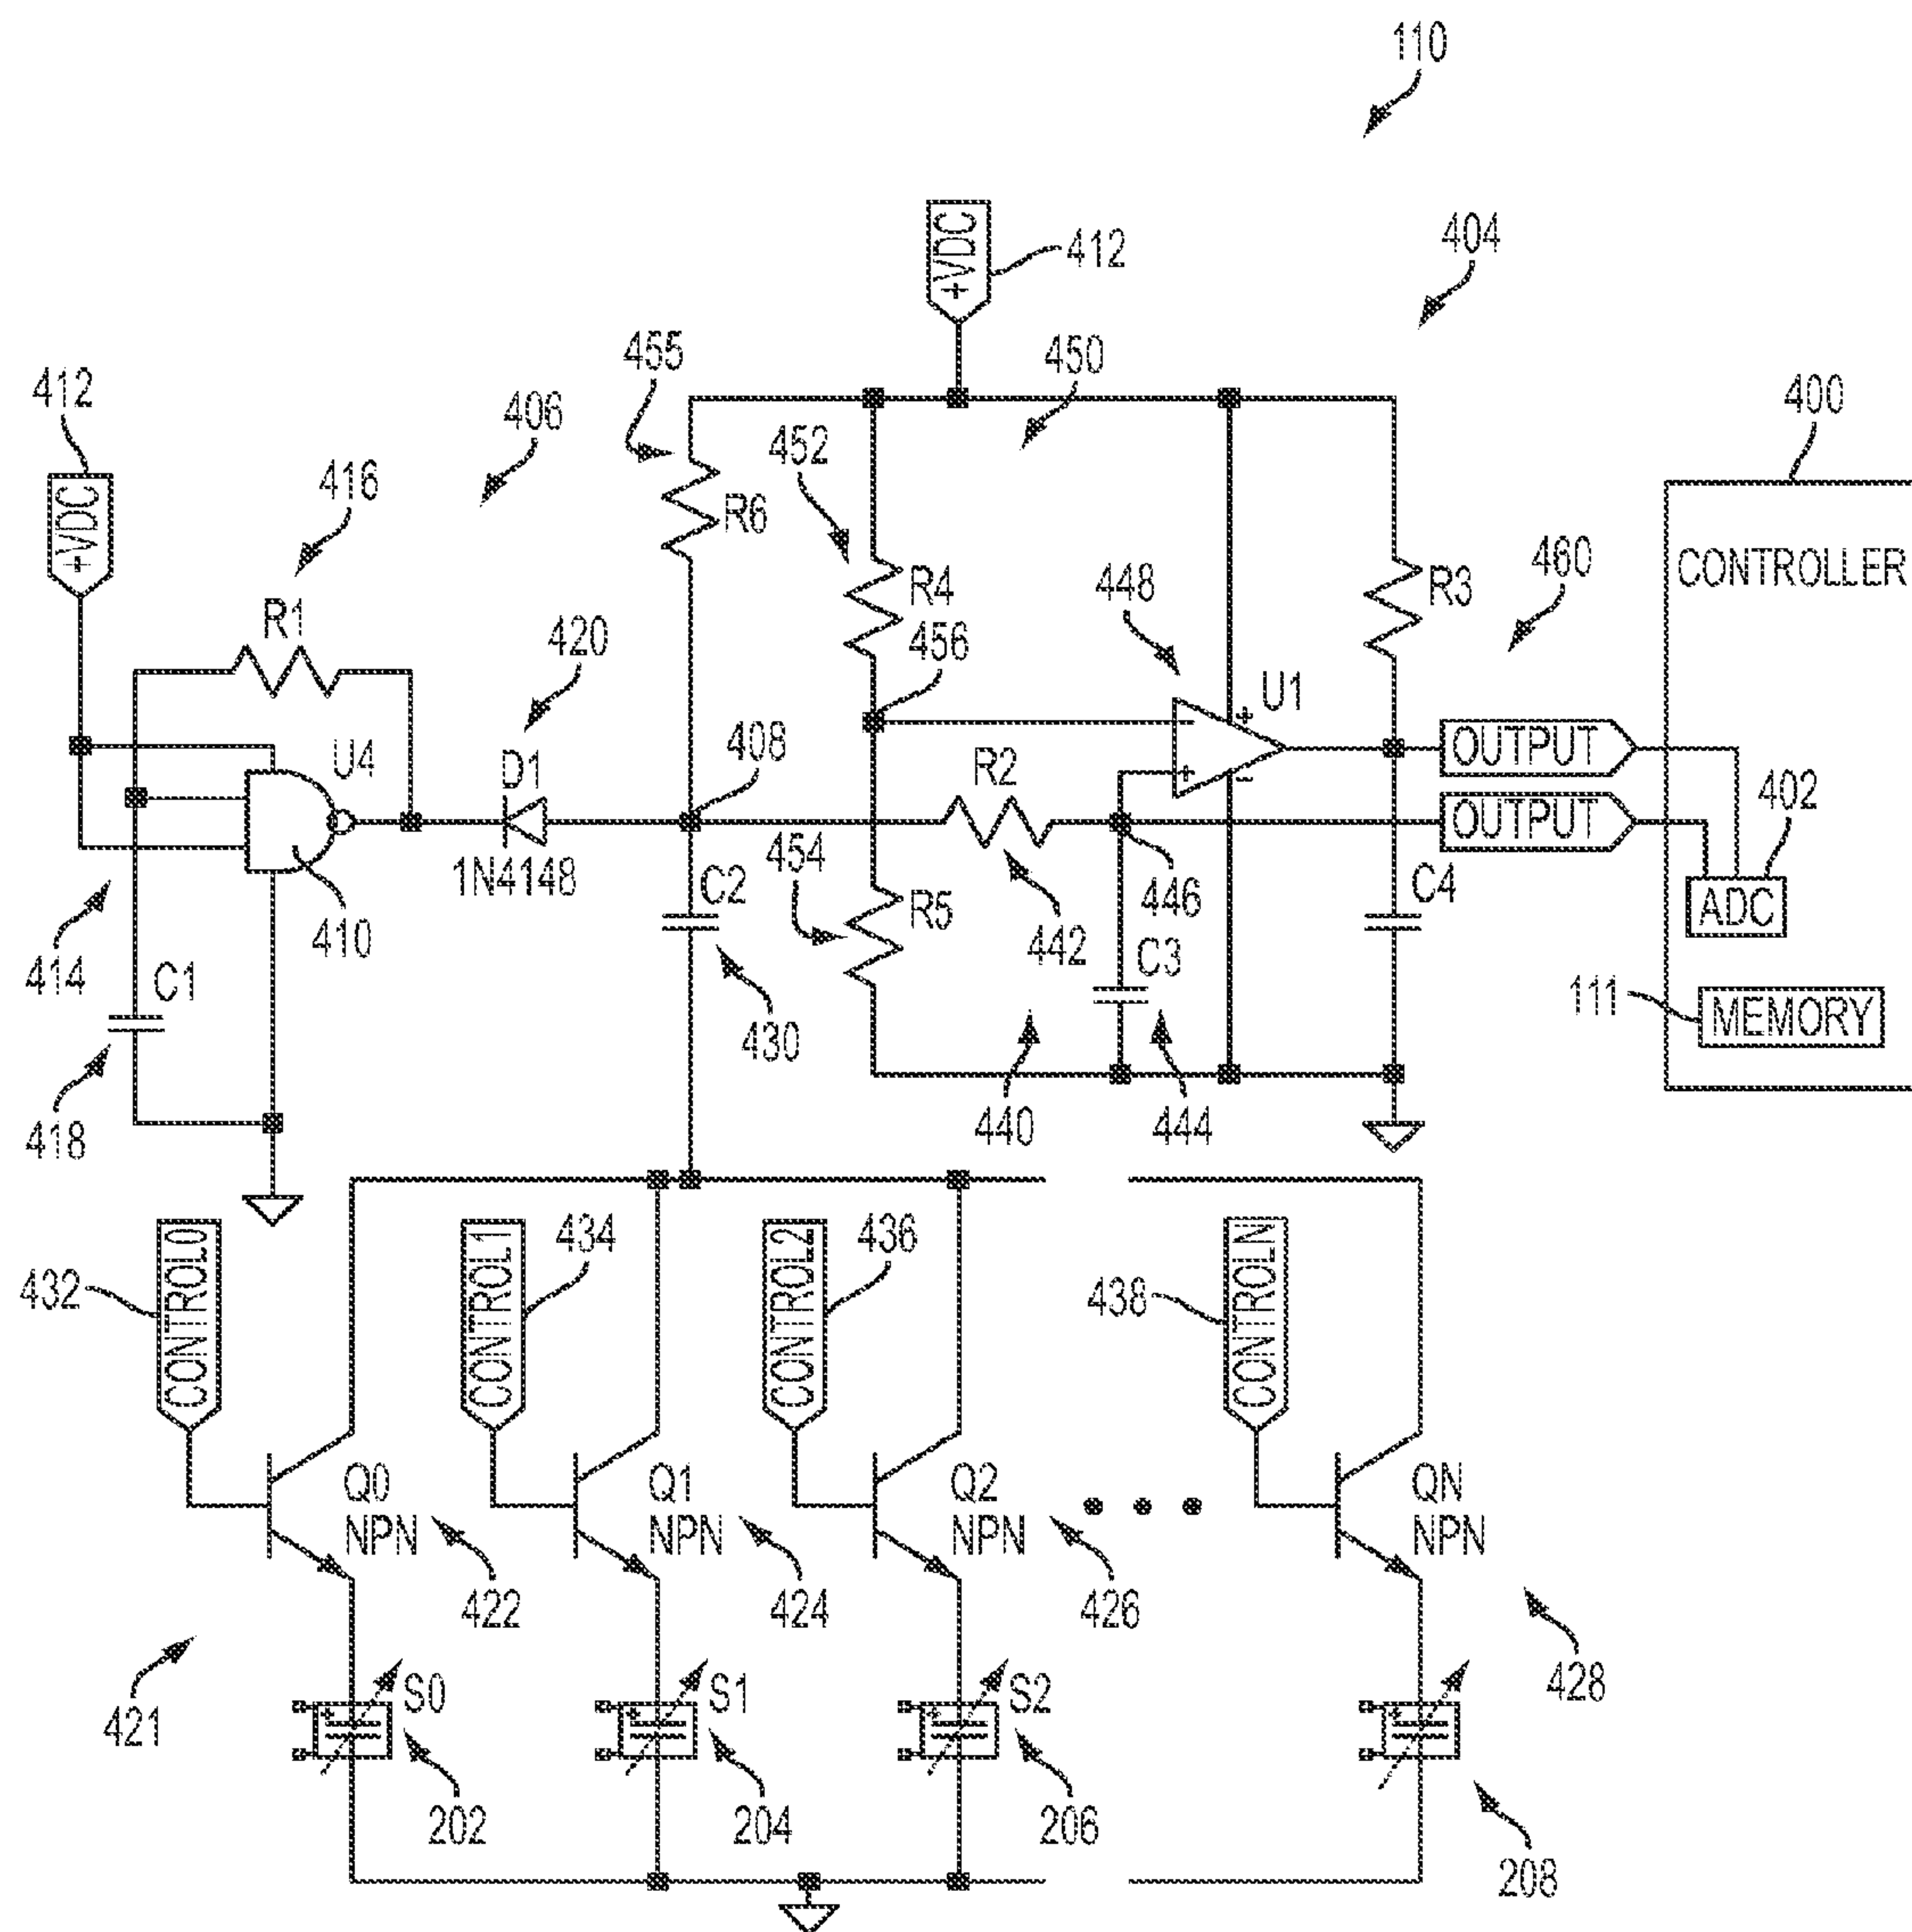 110
404
+VDC
412
455
450
412
406
452
400
+VDC
416
R6
CONTROLLER
R1
420
R4
448
R3
460
456
U4
D1
408
U1
OUTPUT
R2
OUTPUT
402
1N4148
454
C2
R5
446
C4
ADC
414
410
442
C3
C1
430
111
MEMORY
418
440
444
CONTROL0
432
CONTROL1
434
CONTROL2
436
CONTROLN
438
Q0
NPN
Q1
NPN
Q2
NPN
QN
NPN
422
424
426
428
421
S0
S1
S2
202
204
206
208